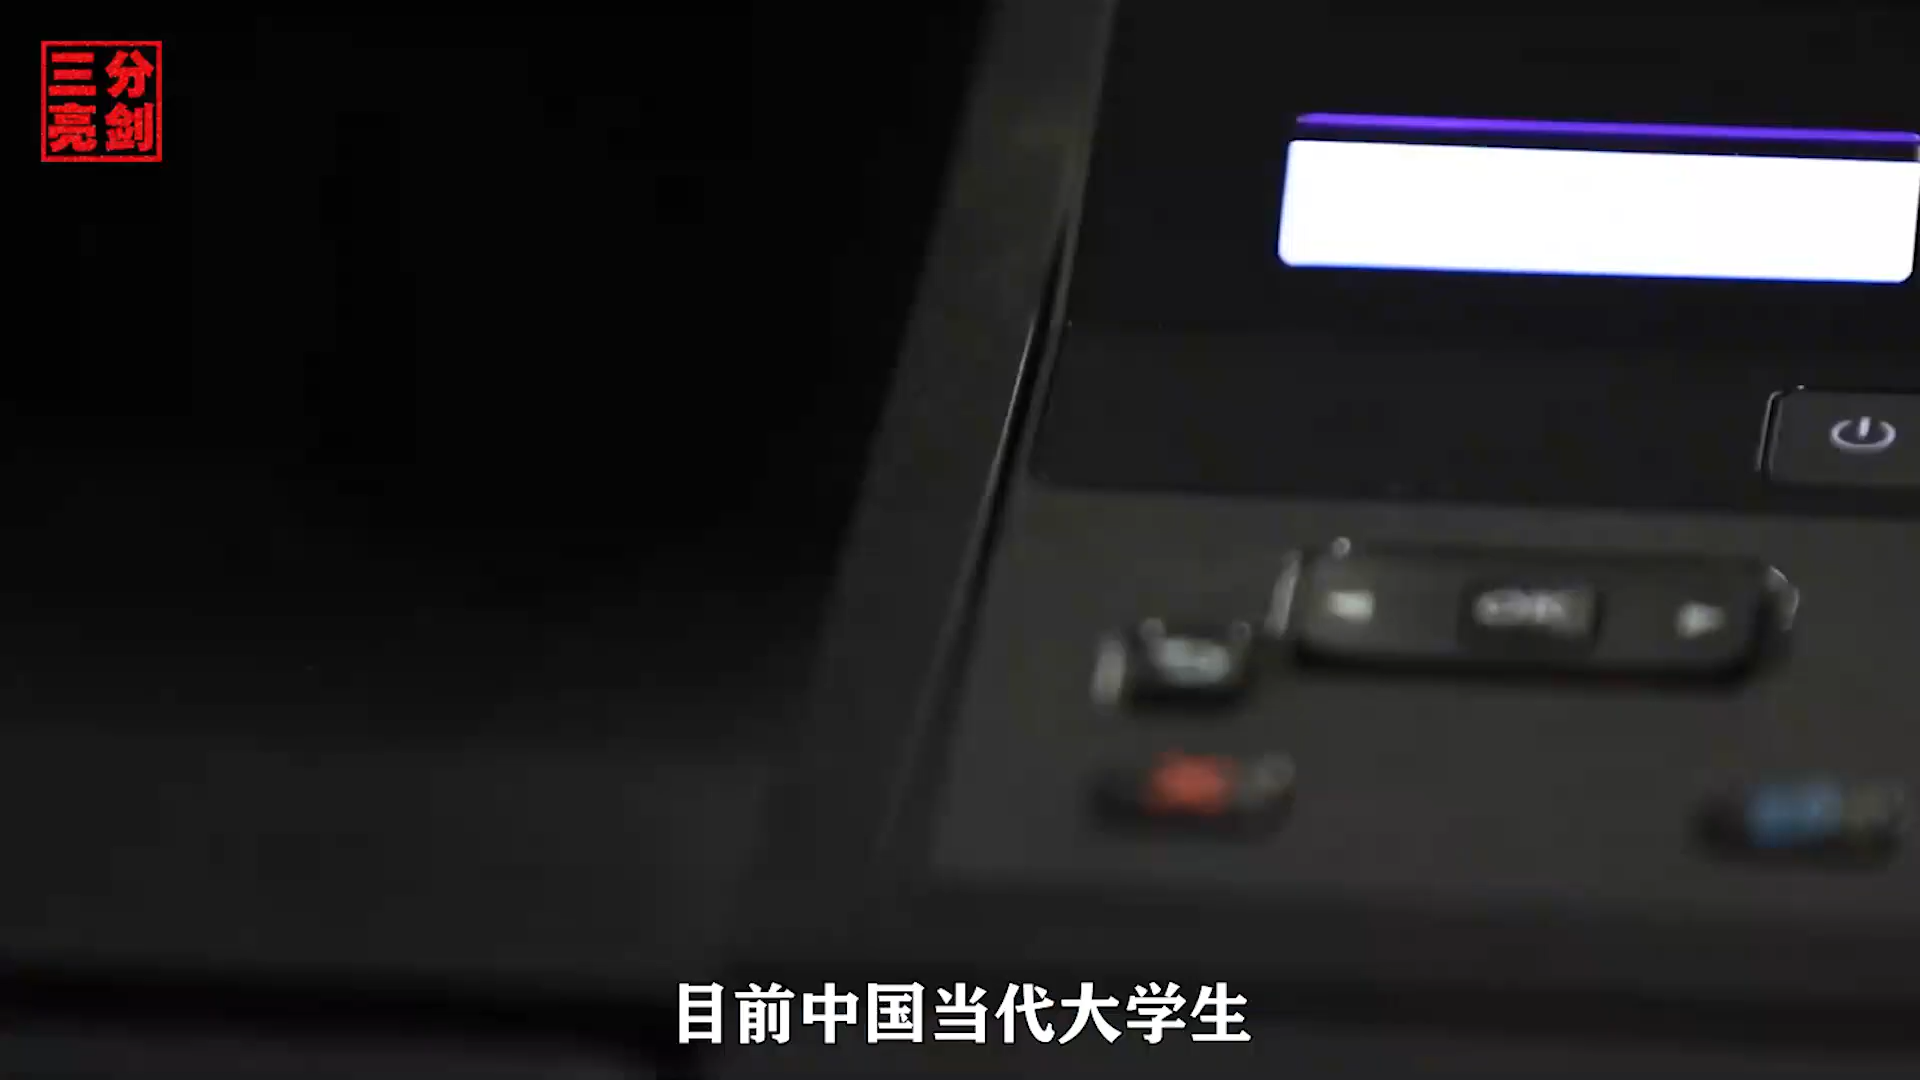 三分
亮剑
目前中国当代大学生